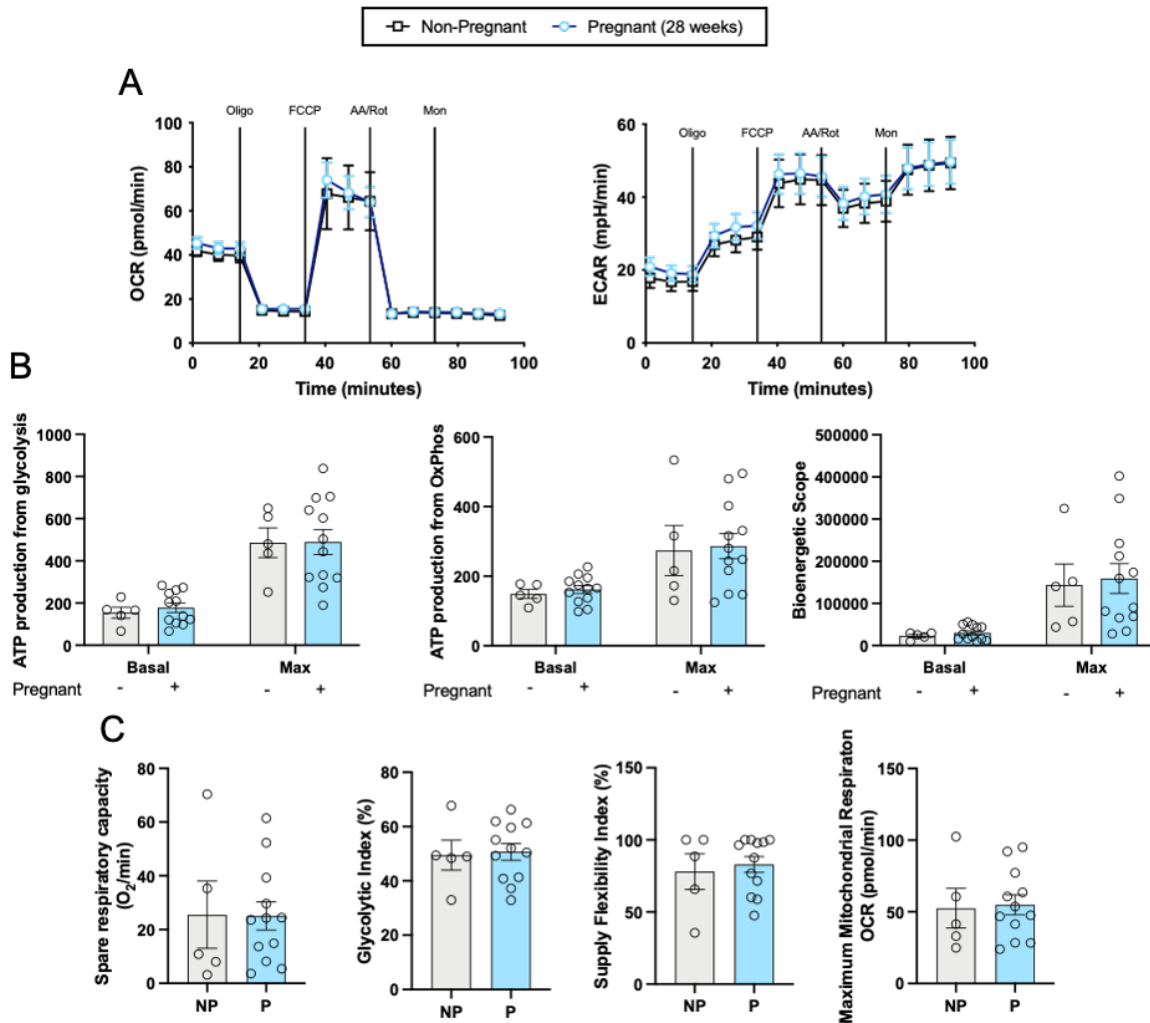 Non-Pregnant
Pregnant (28 weeks)
A
Oligo FCCP AA/Rot Mon
OCR (pmol/min)
100
80
60
40
20
0
0 20 40 60 80 100
Time (minutes)
Oligo FCCP AA/Rot Mon
ECAR (mpH/min)
60
40
20
0
0 20 40 60 80 100
Time (minutes)
B
ATP production from glycolysis
1000
800
600
400
200
0
Basal Max
Pregnant - + - +
ATP production from OxPhos
600
400
200
0
Basal Max
Pregnant - + - +
Bioenergetic Scope
500000
400000
300000
200000
100000
0
Basal Max
Pregnant - + - +
C
Spare respiratory capacity
(O₂/min)
80
60
40
20
0
NP P
Glycolytic Index (%)
80
60
40
20
0
NP P
Supply Flexibility Index (%)
150
100
50
0
NP P
Maximum Mitochondrial Respiraton
OCR (pmol/min)
150
100
50
0
NP P